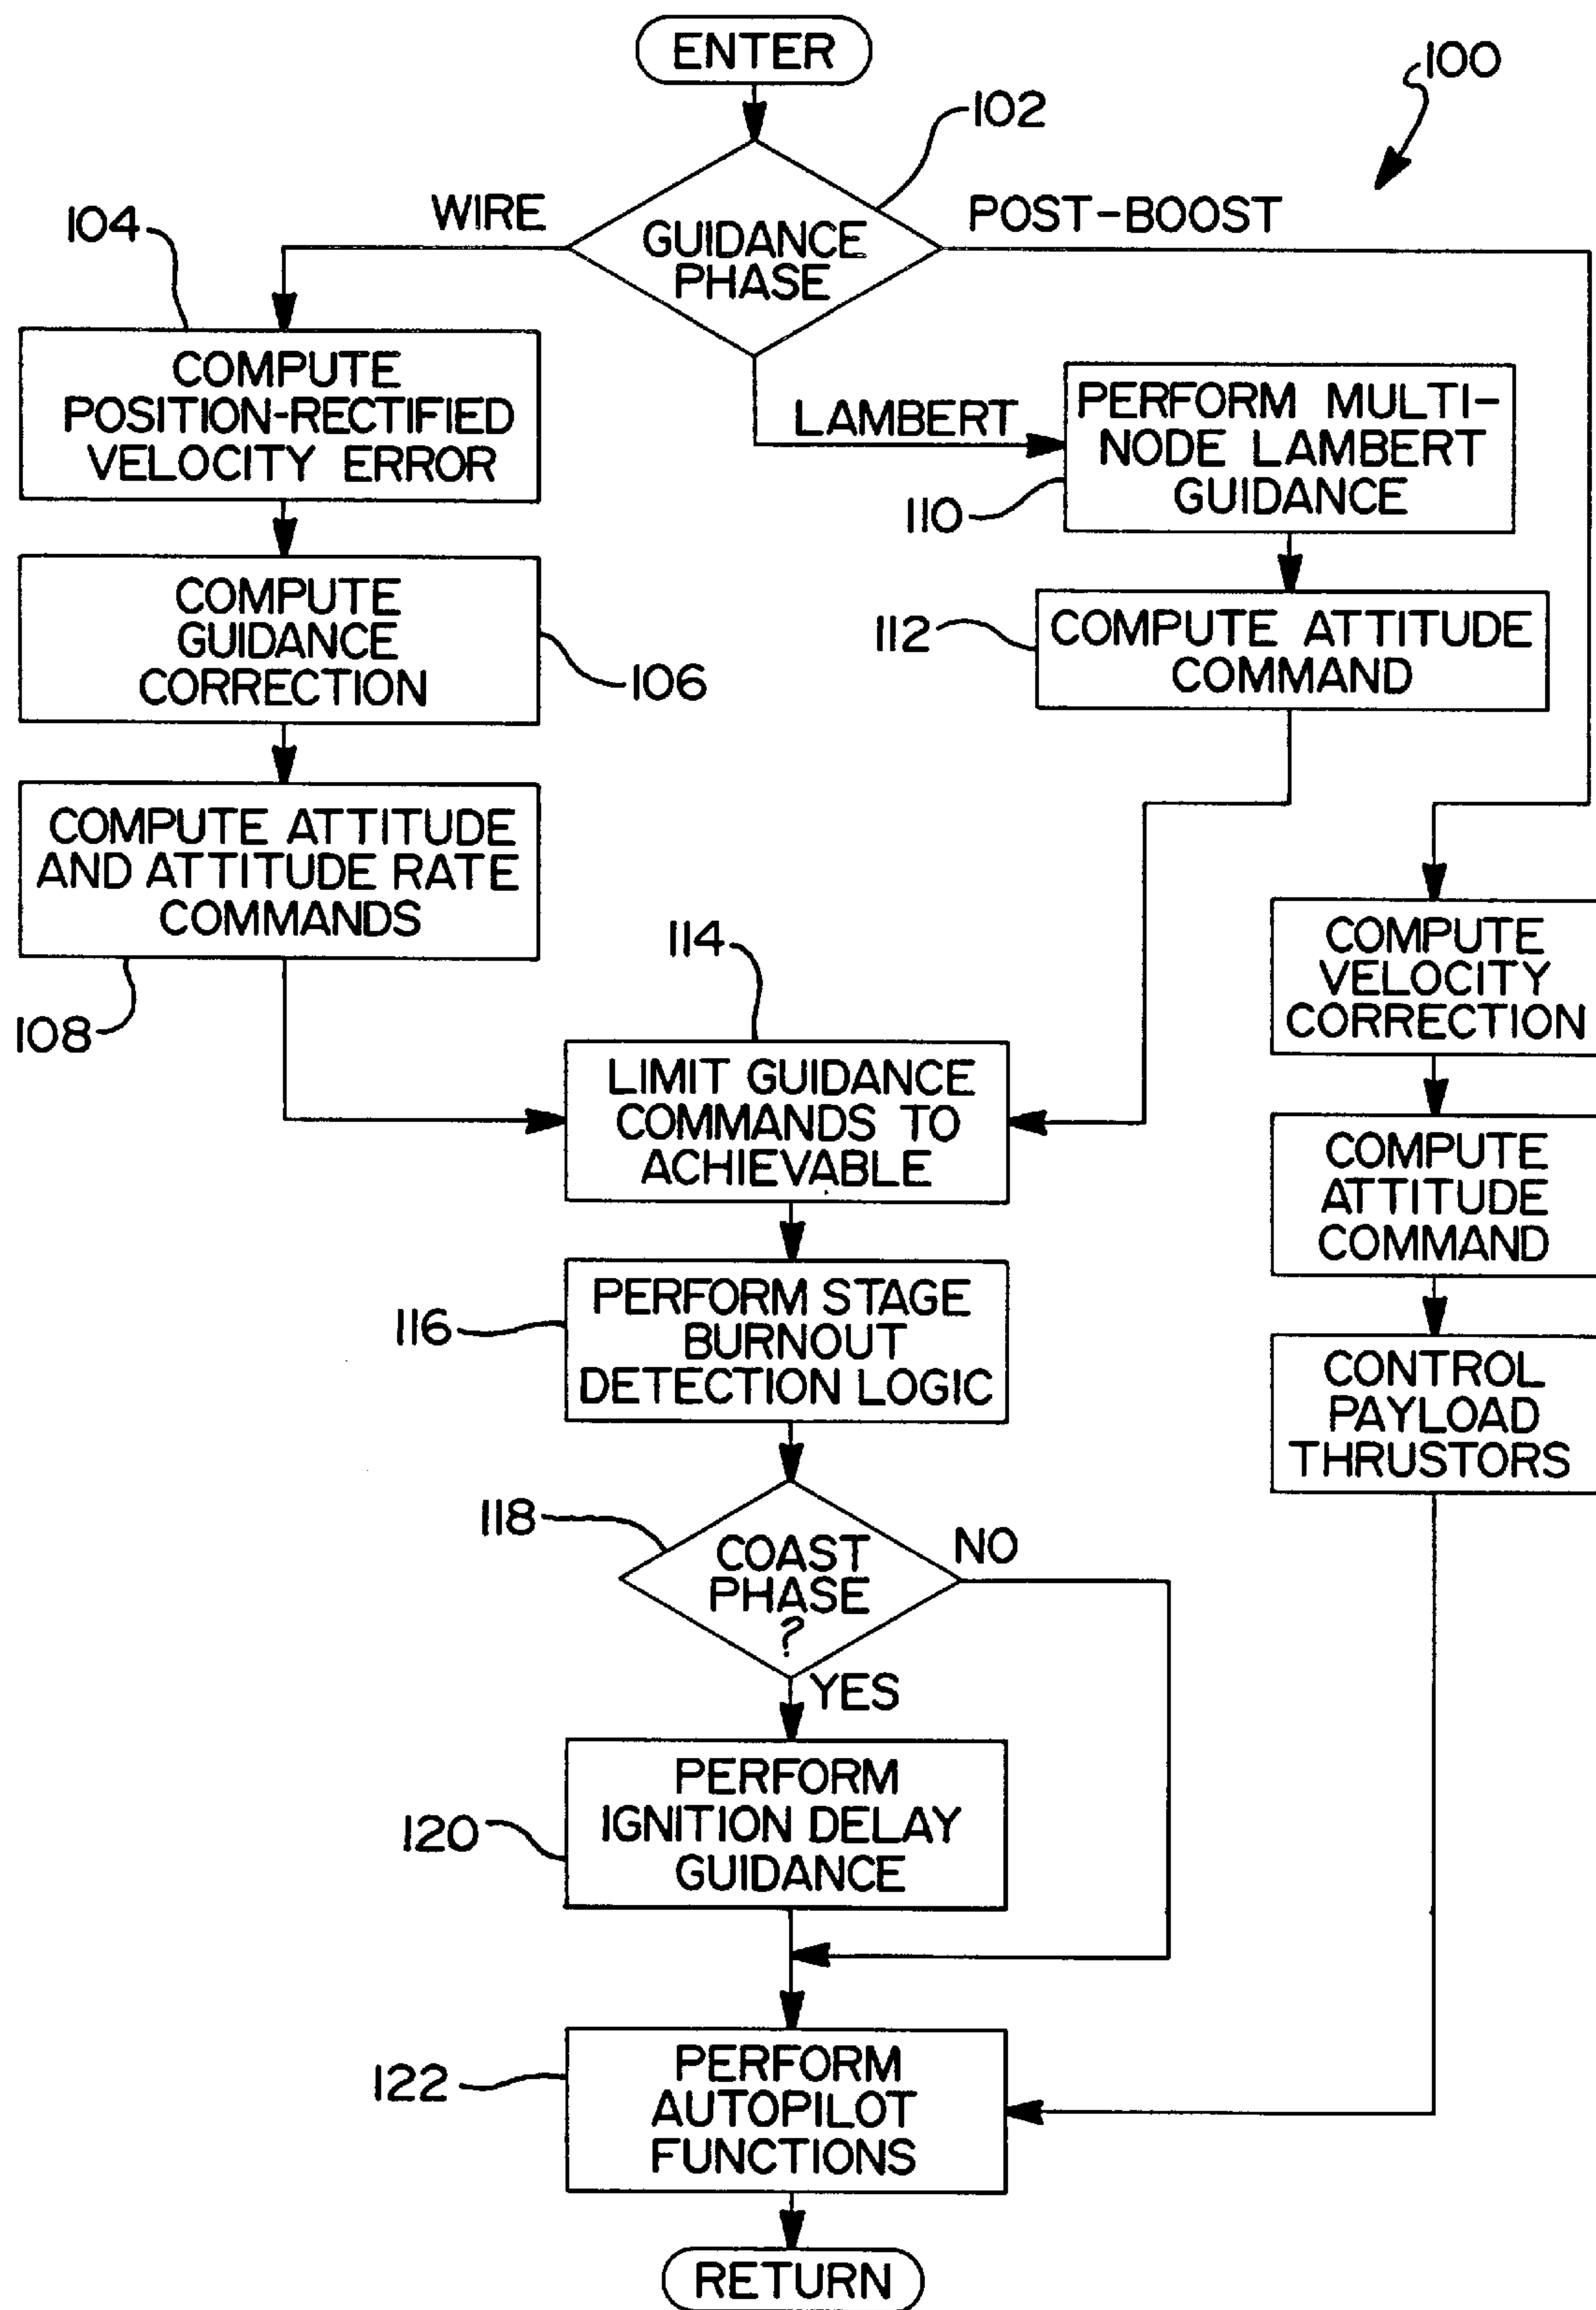 ENTER
100
102
WIRE
POST-BOOST
104
GUIDANCE
PHASE
COMPUTE
POSITION-RECTIFIED
VELOCITY ERROR
LAMBERT
PERFORM MULTI-
NODE LAMBERT
GUIDANCE
110
COMPUTE
GUIDANCE
CORRECTION
106
112
COMPUTE ATTITUDE
COMMAND
COMPUTE ATTITUDE
AND ATTITUDE RATE
COMMANDS
108
114
LIMIT GUIDANCE
COMMANDS TO
ACHIEVABLE
COMPUTE
VELOCITY
CORRECTION
COMPUTE
ATTITUDE
COMMAND
116
PERFORM STAGE
BURNOUT
DETECTION LOGIC
CONTROL
PAYLOAD
THRUSTORS
118
COAST
PHASE
?
NO
YES
120
PERFORM
IGNITION DELAY
GUIDANCE
122
PERFORM
AUTOPILOT
FUNCTIONS
RETURN